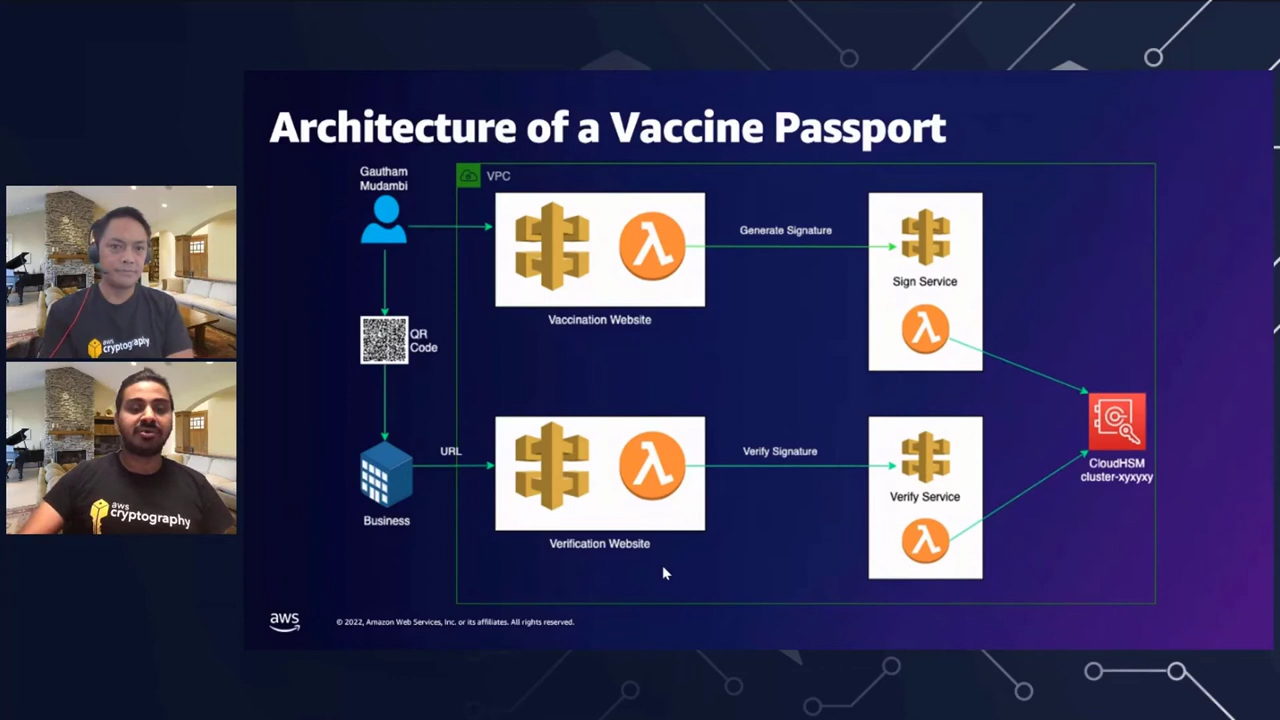 Architecture of a Vaccine Passport
Gautham
Mudambi
VPC
Generate Signature
Sign Service
Vaccination Website
QR
Code
URL
Verify Signature
CloudHSM
cluster-xyxyxy
Verify Service
Business
Verification Website
aws
© 2022, Amazon Web Services, Inc. or its affiliates. All rights reserved.
aws
cryptography
aws
cryptography